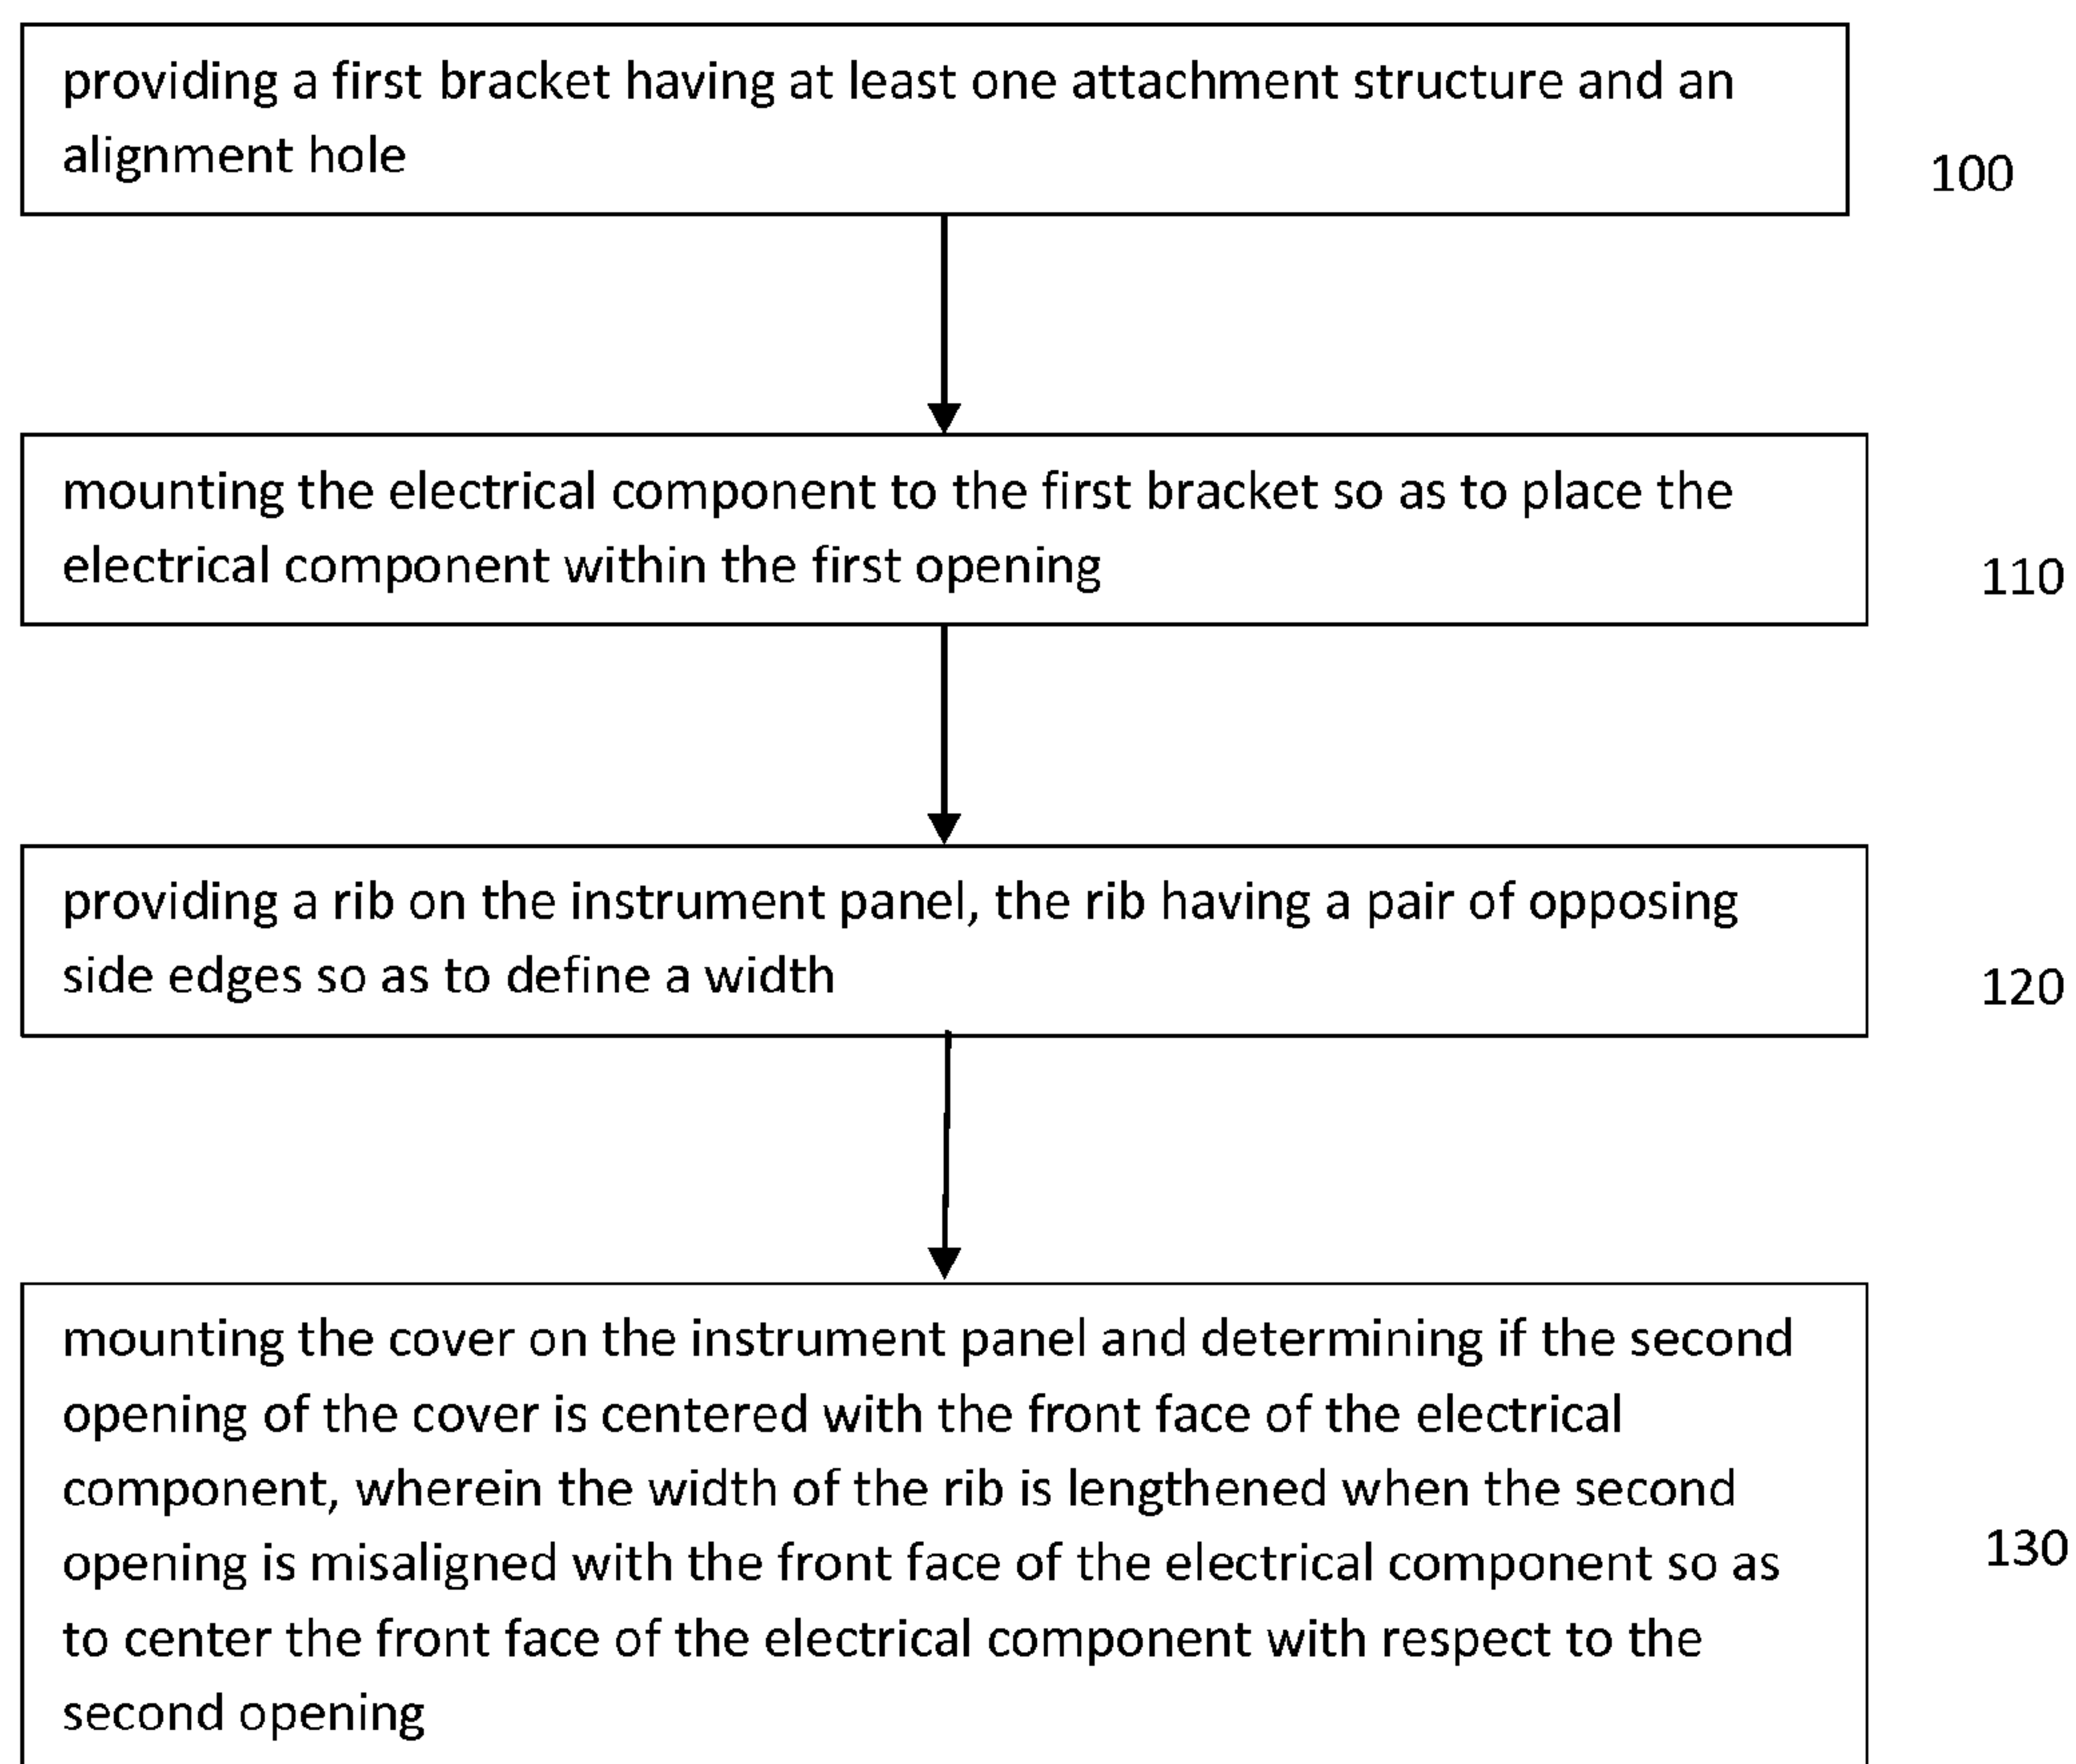 providing a first bracket having at least one attachment structure and an
alignment hole
100
mounting the electrical component to the first bracket so as to place the
electrical component within the first opening
110
providing a rib on the instrument panel, the rib having a pair of opposing
side edges so as to define a width
120
mounting the cover on the instrument panel and determining if the second
opening of the cover is centered with the front face of the electrical
component, wherein the width of the rib is lengthened when the second
opening is misaligned with the front face of the electrical component so as
to center the front face of the electrical component with respect to the
second opening
130